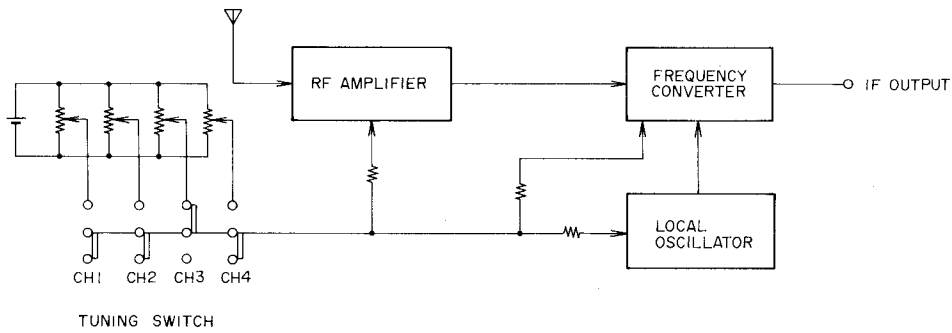 RF AMPLIFIER
FREQUENCY
CONVERTER
IF OUTPUT
LOCAL
OSCILLATOR
CH1 CH2 CH3 CH4
TUNING SWITCH